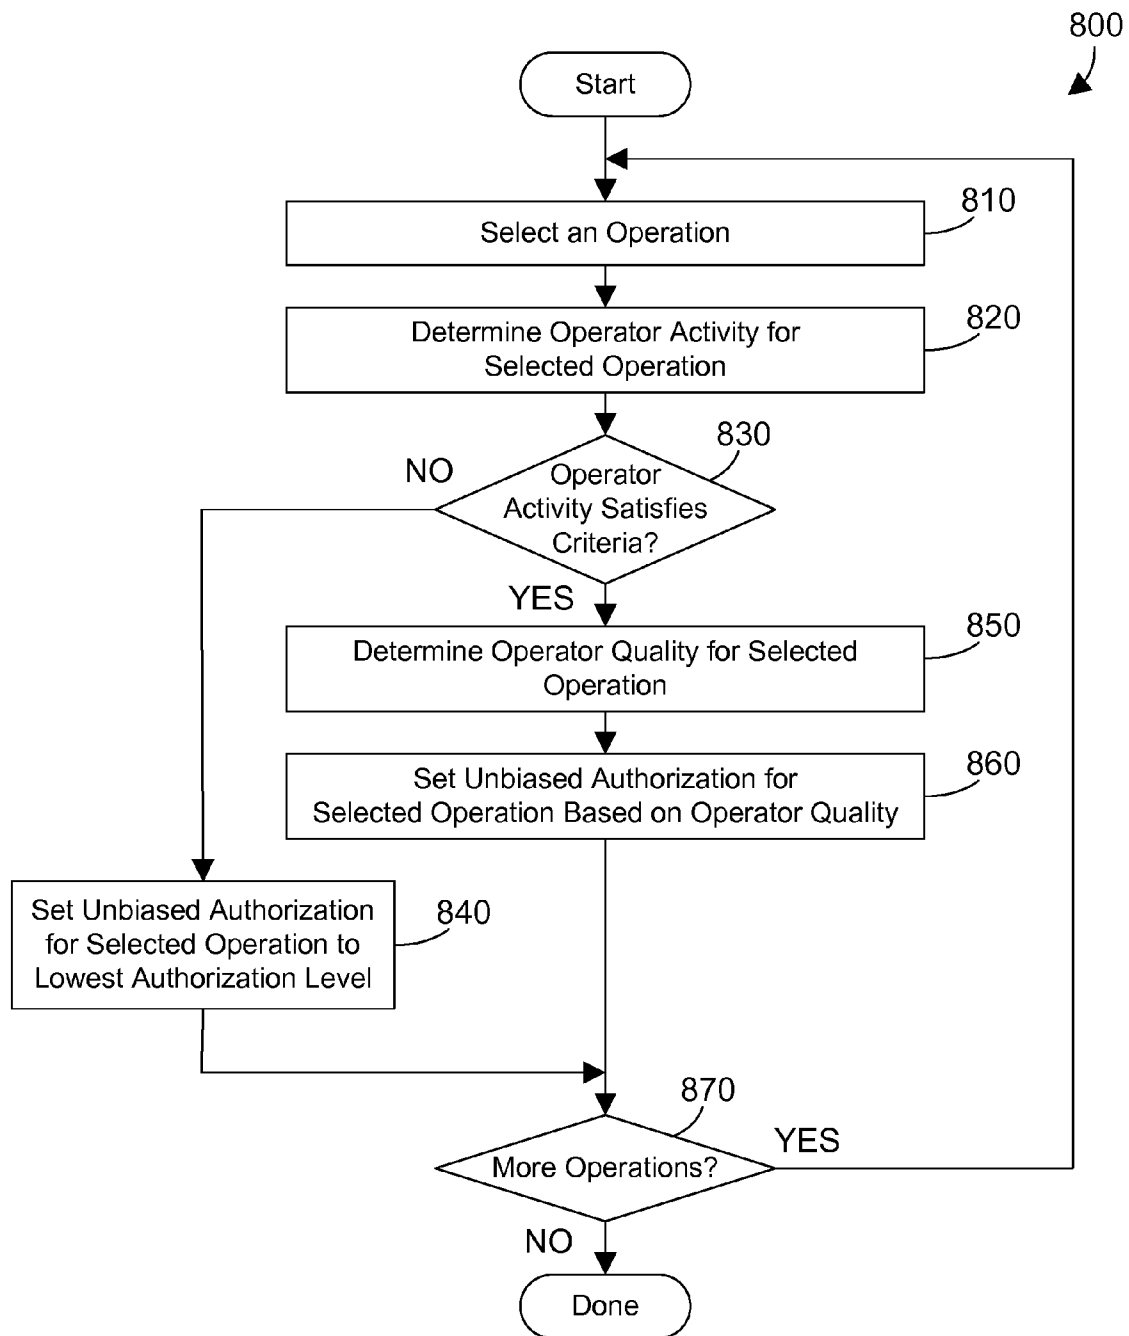 800
Start
810
Select an Operation
820
Determine Operator Activity for
Selected Operation
830
NO
Operator
Activity Satisfies
Criteria?
YES
850
Determine Operator Quality for Selected
Operation
860
Set Unbiased Authorization for
Selected Operation Based on Operator Quality
Set Unbiased Authorization
for Selected Operation to
Lowest Authorization Level
840
870
More Operations?
YES
NO
Done